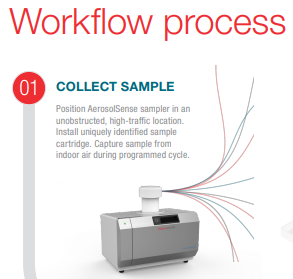 Workflow process
01
COLLECT SAMPLE
Position AerosolSense sampler in an
unobstructed, high-traffic location.
Install uniquely identified sample
cartridge. Capture sample from
indoor air during programmed cycle.